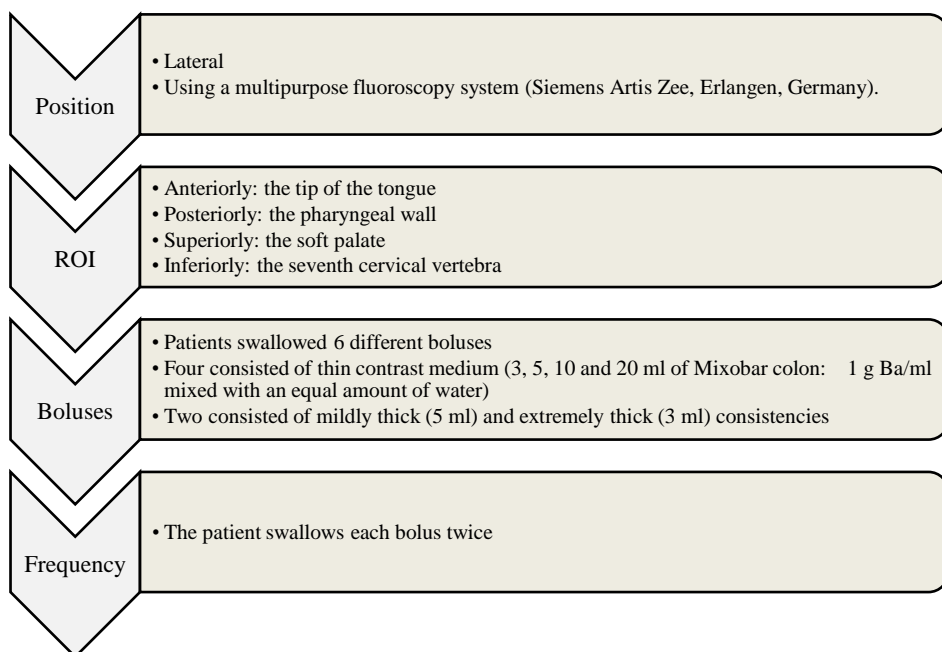 Position
• Lateral
• Using a multipurpose fluoroscopy system (Siemens Artis Zee, Erlangen, Germany).
ROI
• Anteriorly: the tip of the tongue
• Posteriorly: the pharyngeal wall
• Superiorly: the soft palate
• Inferiorly: the seventh cervical vertebra
Boluses
• Patients swallowed 6 different boluses
• Four consisted of thin contrast medium (3, 5, 10 and 20 ml of Mixobar colon: 1 g Ba/ml
mixed with an equal amount of water)
• Two consisted of mildly thick (5 ml) and extremely thick (3 ml) consistencies
Frequency
• The patient swallows each bolus twice